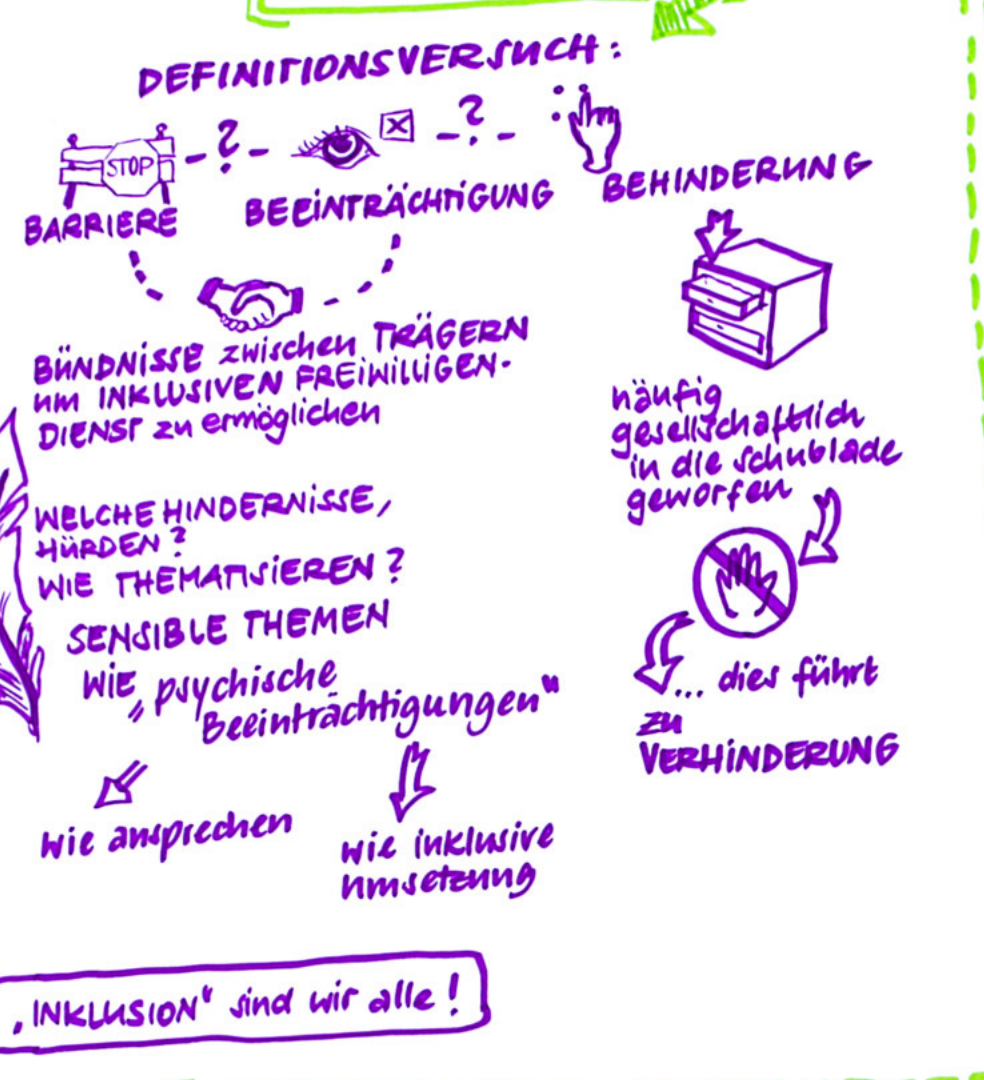 DEFINITIONSVERSUCH:
STOP
-?-
-?-
BARRIERE
BEEINTRÄCHTIGUNG
BEHINDERUNG
BÜNDNISSE zwischen TRÄGERN
um INKLUSIVEN FREIWILLIGEN-
DIENST zu ermöglichen
WELCHE HINDERNISSE,
HÜRDEN?
WIE THEMATISIEREN?
SENSIBLE THEMEN
WIE „psychische
Beeinträchtigungen"
wie ansprechen
wie inklusive
umsetzung
häufig
gesellschaftlich
in die schublade
geworfen
... dies führt
zu
VERHINDERUNG
„INKLUSION" sind wir alle!